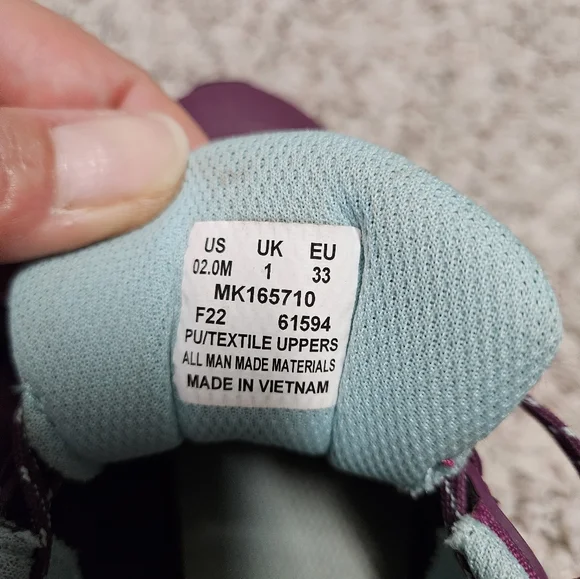 US UK EU
02.0M 1 33
MK165710
F22 61594
PU/TEXTILE UPPERS
ALL MAN MADE MATERIALS
MADE IN VIETNAM